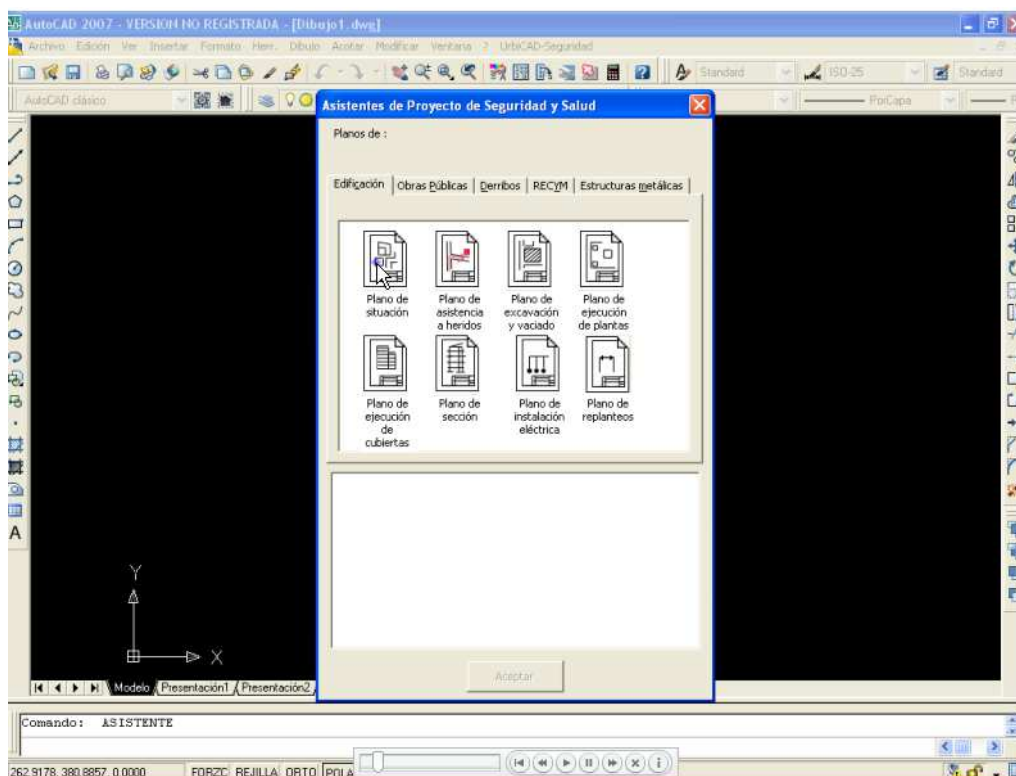 AutoCAD 2007 - VERSION NO REGISTRADA - [Dibujo1.dwg]
Archivo Edición Ver Insertar Formato Herr. Dibujo Acotar Modificar Ventana ? UrbiCAD-Seguridad
Standard ISO-25 Standard
AutoCAD clásico PorCapa
Asistentes de Proyecto de Seguridad y Salud
Planos de :
Edificación Obras Públicas Derribos RECYM Estructuras metálicas
Plano de situación
Plano de asistencia a heridos
Plano de excavación y vaciado
Plano de ejecución de plantas
Plano de ejecución de cubiertas
Plano de sección
Plano de instalación eléctrica
Plano de replanteos
A
Y
X
Aceptar
Modelo Presentación1 Presentación2
Comando: ASISTENTE
262.9178, 380.8857, 0.0000 FORZC REJILLA ORTO POLA